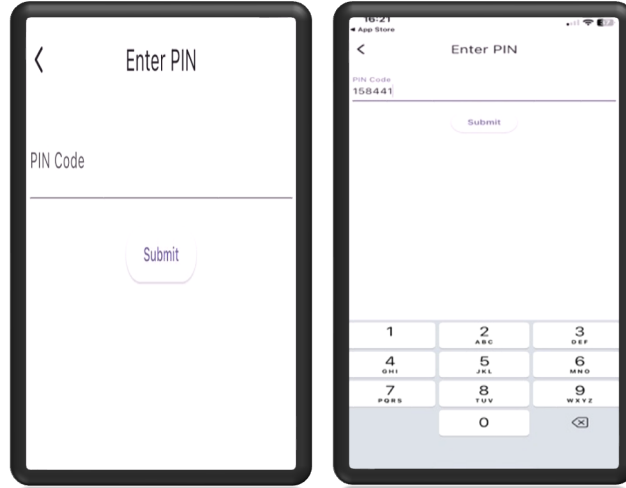 Enter PIN
PIN Code
Submit
16:21
◀ App Store
Enter PIN
PIN Code
158441
Submit
1
2
ABC
3
DEF
4
GHI
5
JKL
6
MNO
7
PQRS
8
TUV
9
WXYZ
0